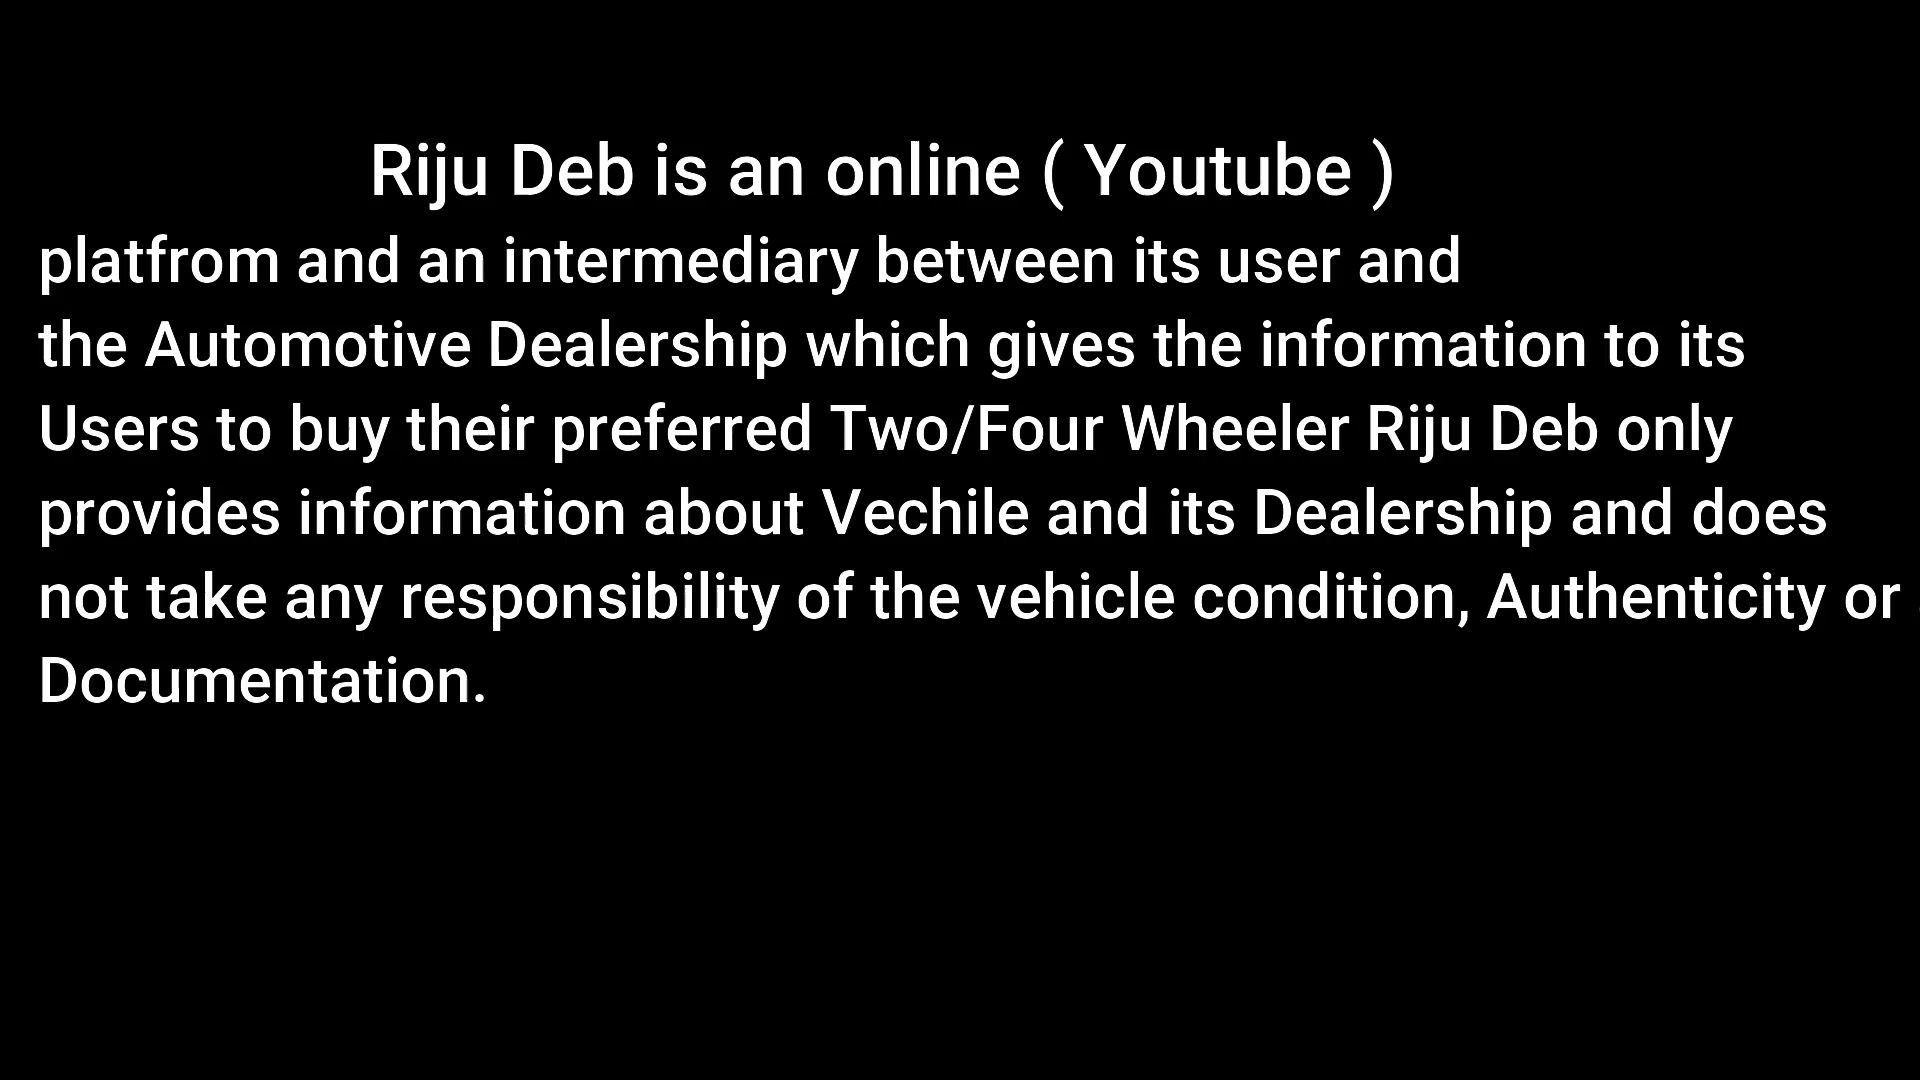 Riju Deb is an online ( Youtube )
platfrom and an intermediary between its user and
the Automotive Dealership which gives the information to its
Users to buy their preferred Two/Four Wheeler Riju Deb only
provides information about Vechile and its Dealership and does
not take any responsibility of the vehicle condition, Authenticity or
Documentation.